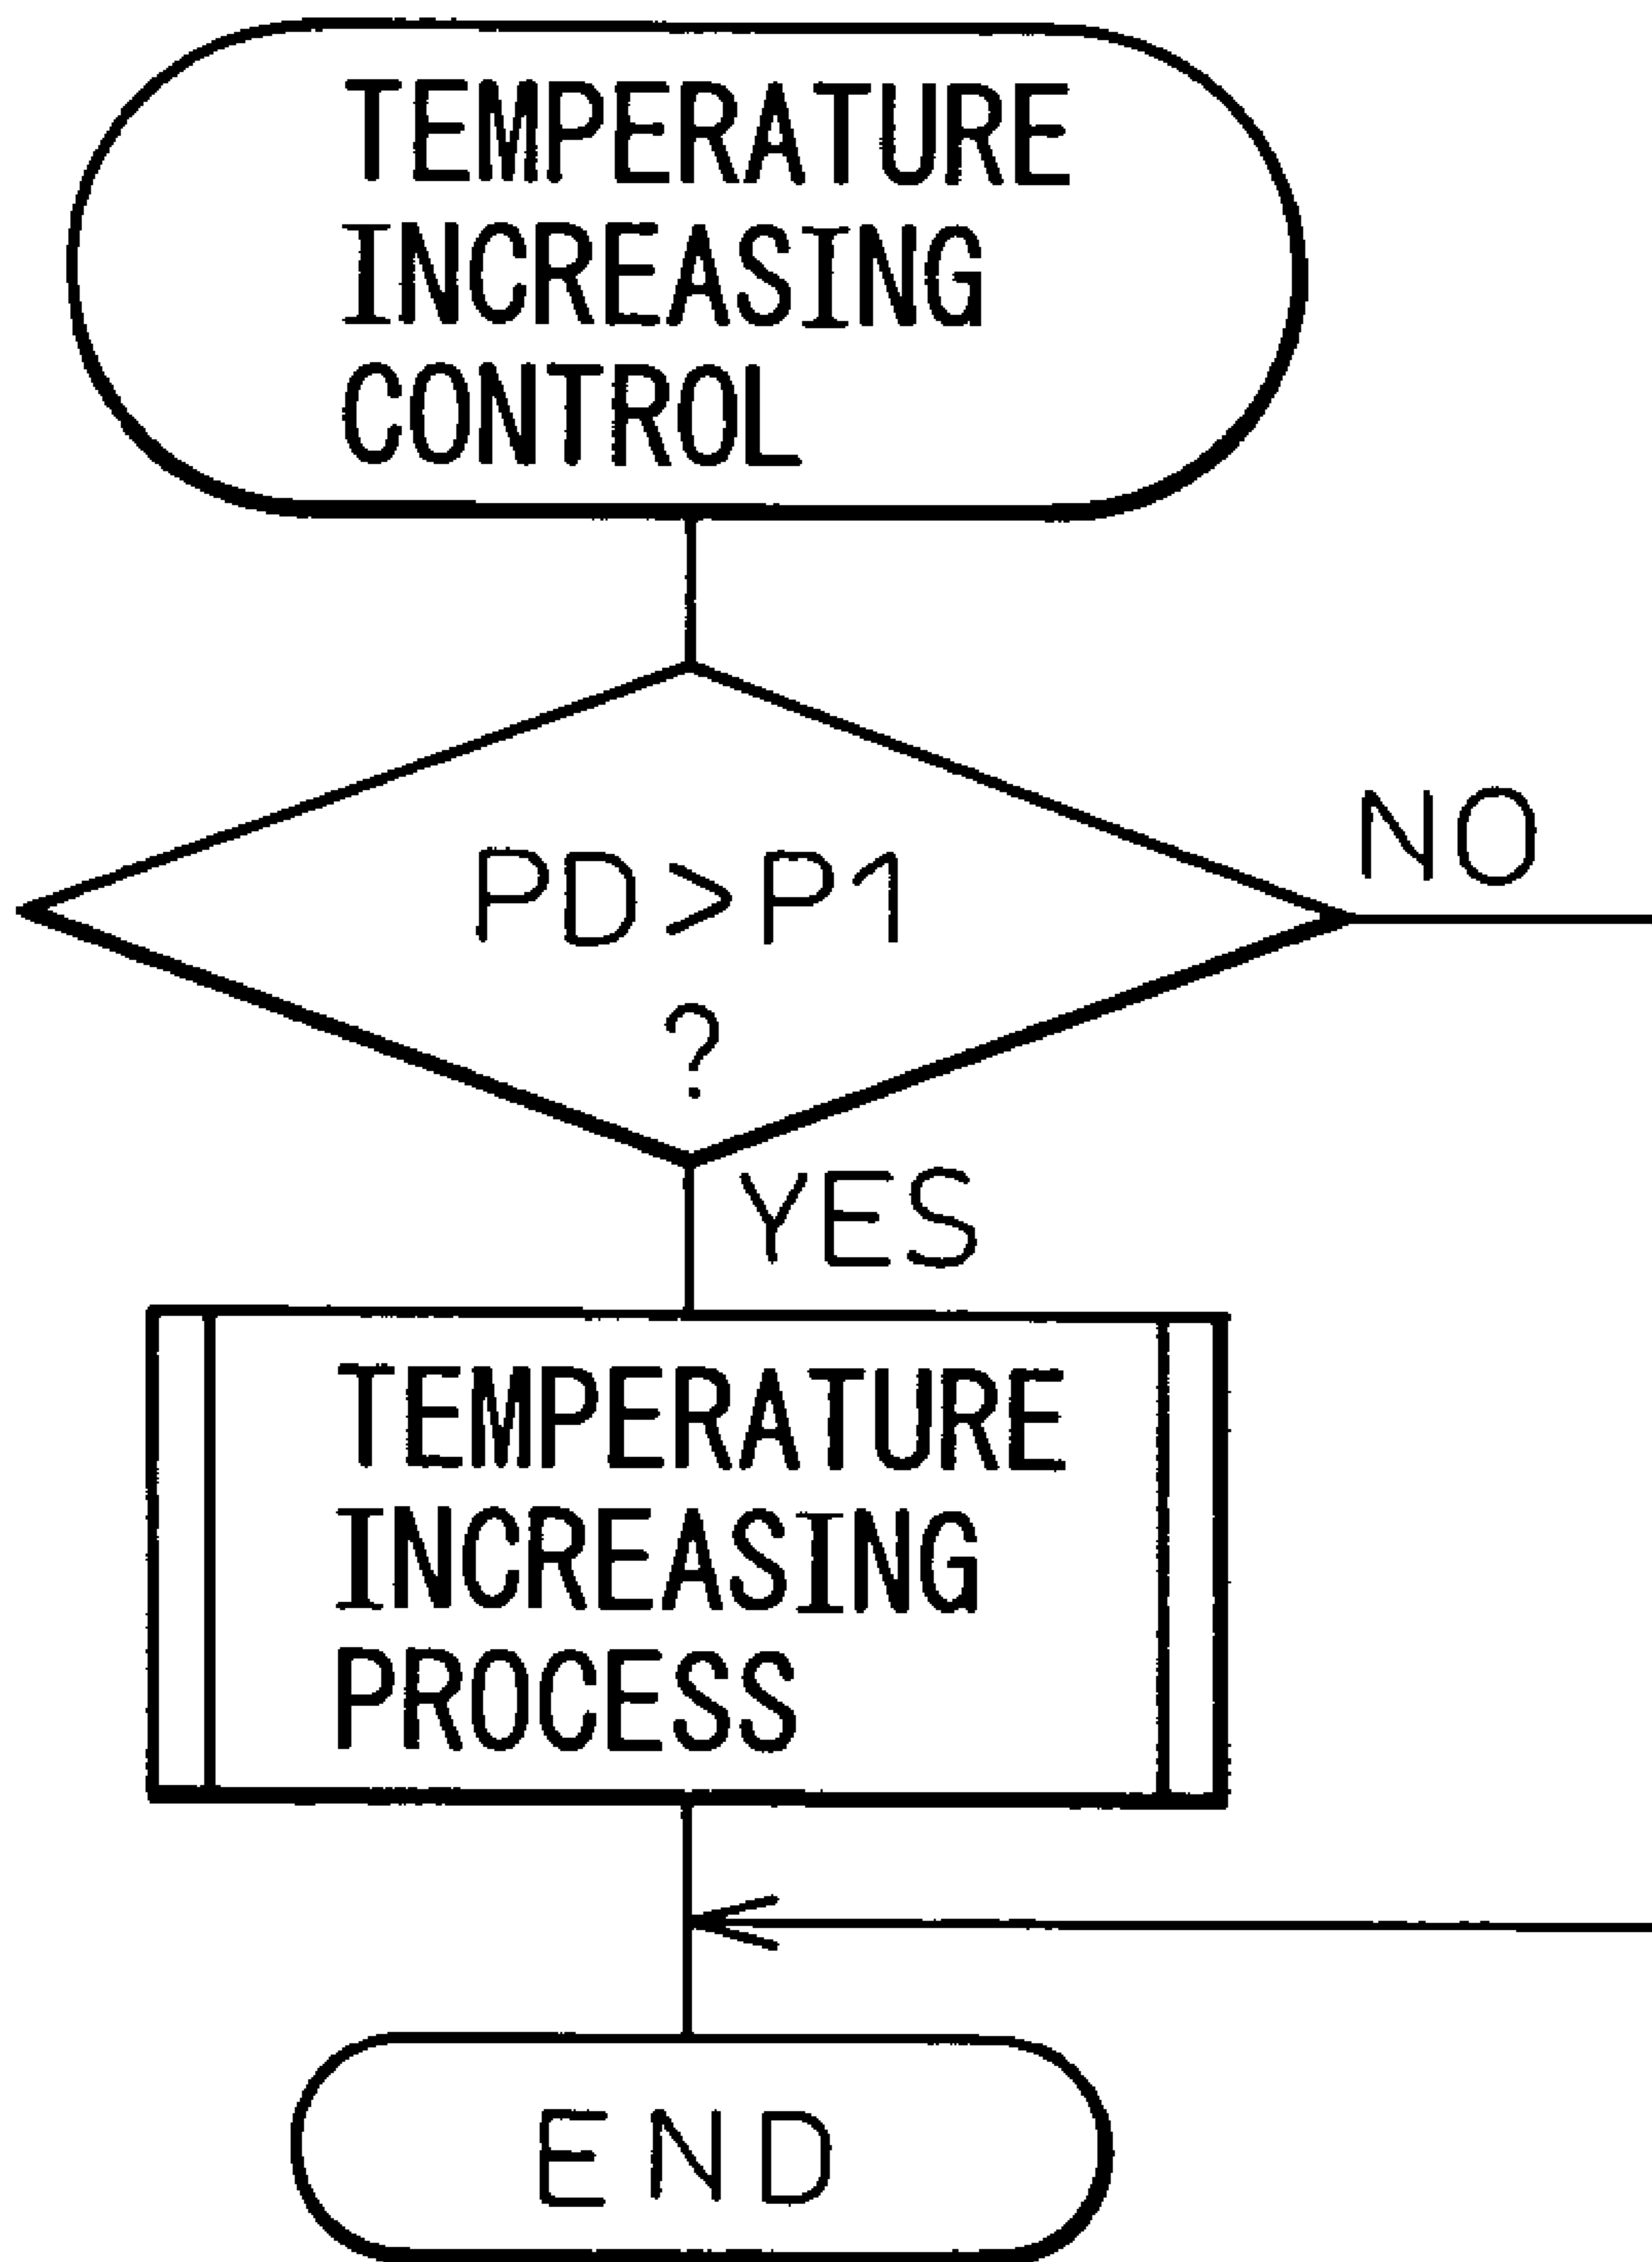 TEMPERATURE
INCREASING
CONTROL
PD>P1
?
NO
YES
TEMPERATURE
INCREASING
PROCESS
END